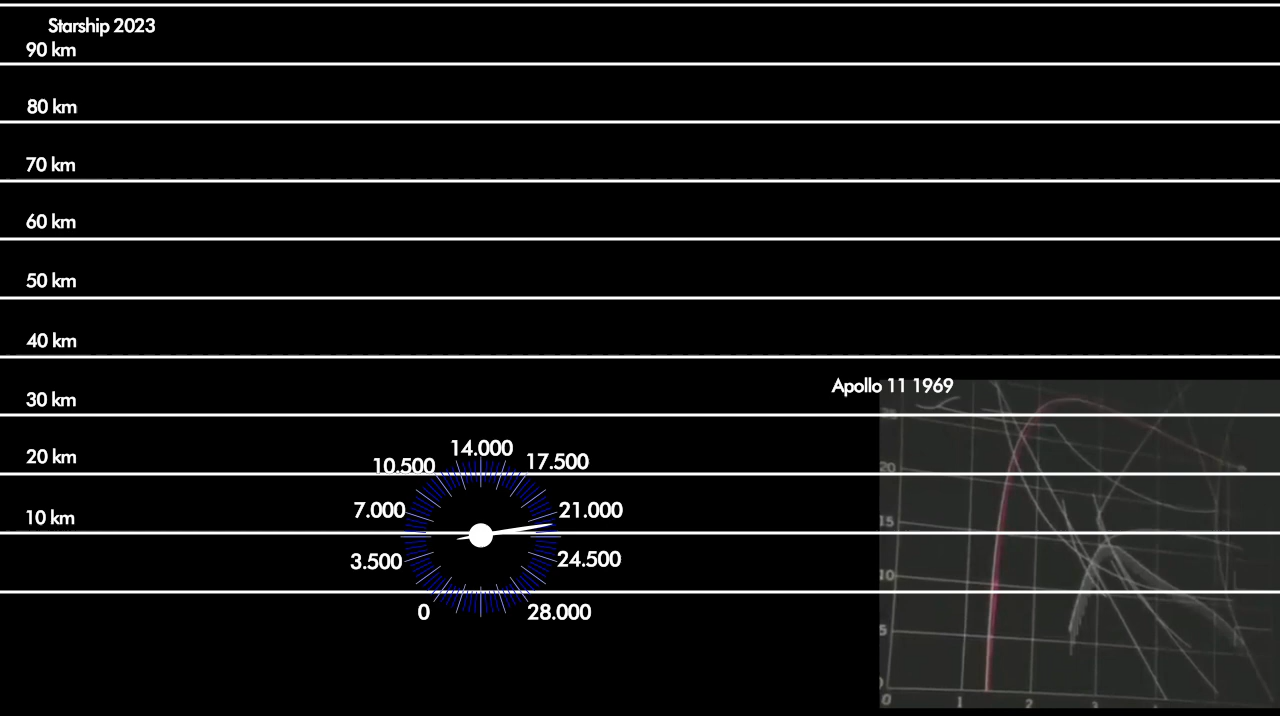 Starship 2023
90 km
80 km
70 km
60 km
50 km
40 km
Apollo 11 1969
30 km
20 km
14.000
10.500
17.500
7.000
21.000
10 km
3.500
24.500
0
28.000
20
15
10
5
0
1
2
3